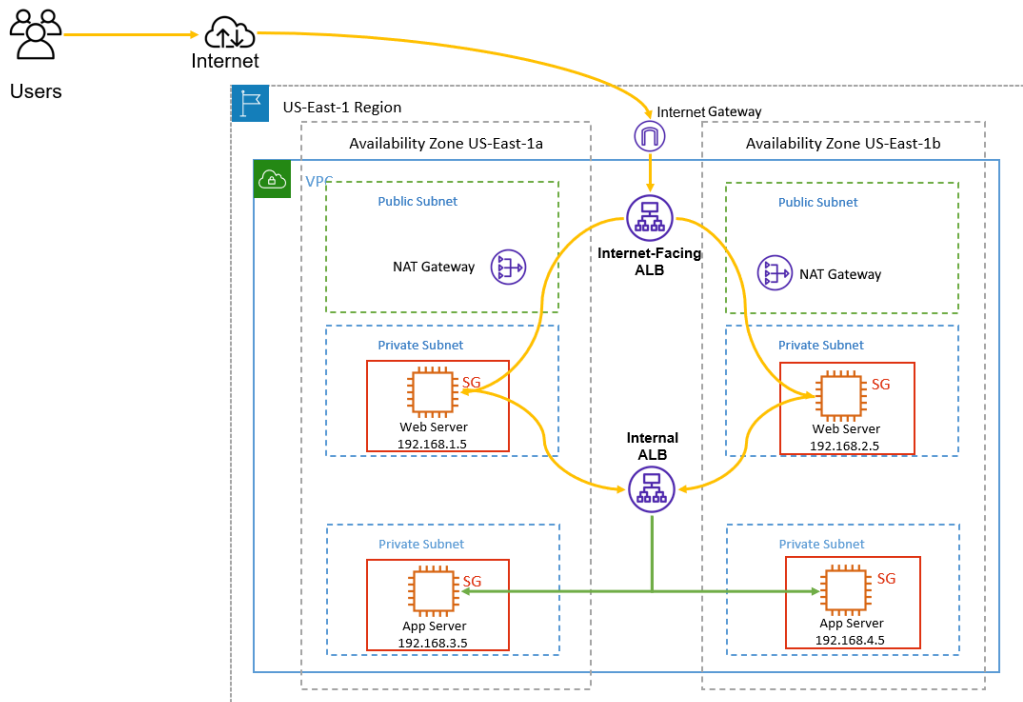 Users
Internet
US-East-1 Region
Internet Gateway
Availability Zone US-East-1a
Availability Zone US-East-1b
VPC
Public Subnet
Public Subnet
Internet-Facing
ALB
NAT Gateway
NAT Gateway
Private Subnet
Private Subnet
SG
SG
Web Server
192.168.1.5
Web Server
192.168.2.5
Internal
ALB
Private Subnet
Private Subnet
SG
SG
App Server
192.168.3.5
App Server
192.168.4.5